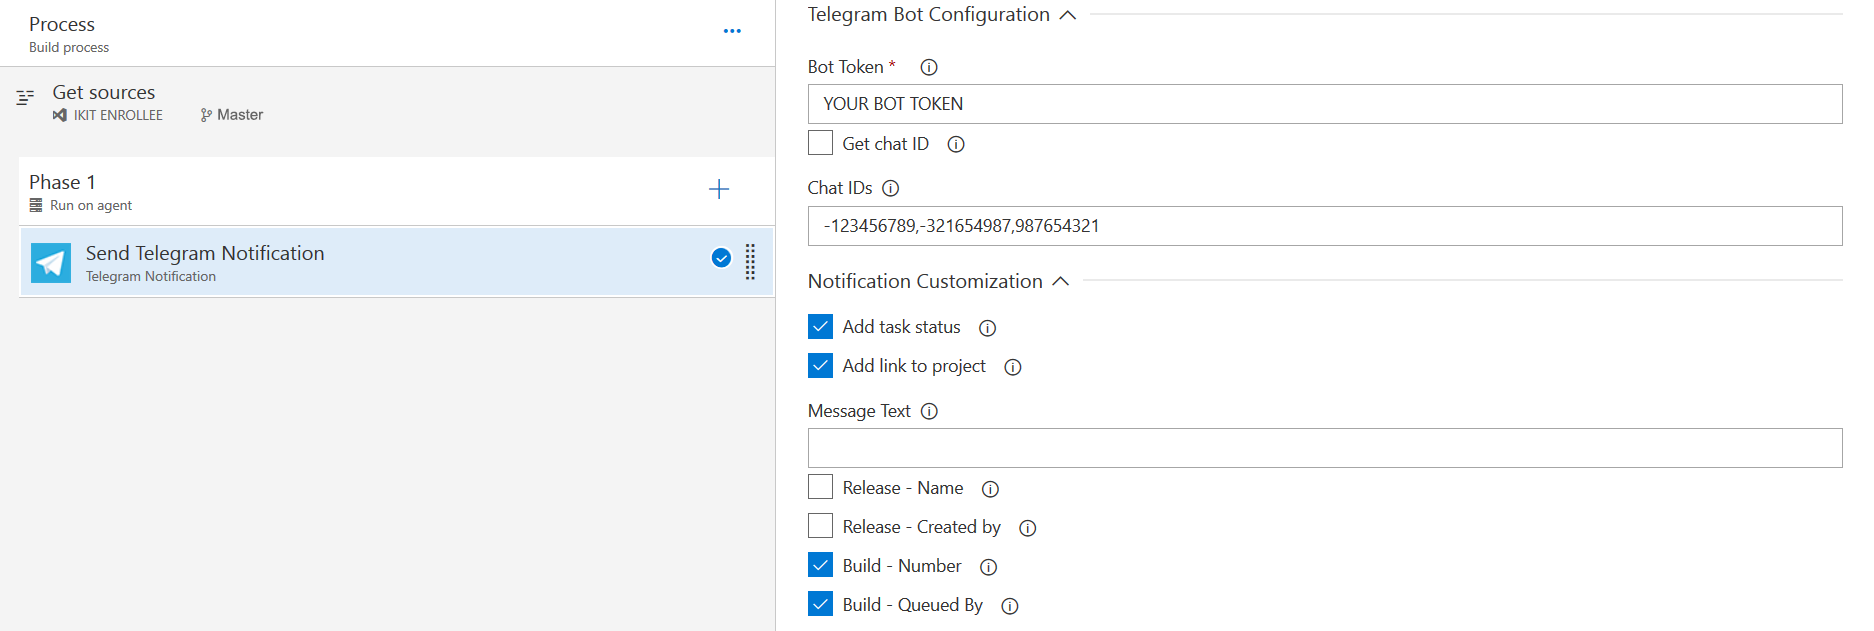 Process
Build process
Get sources
IKIT ENROLLEE Master
Phase 1
Run on agent
Send Telegram Notification
Telegram Notification
Telegram Bot Configuration
Bot Token *
YOUR BOT TOKEN
Get chat ID
Chat IDs
-123456789,-321654987,987654321
Notification Customization
Add task status
Add link to project
Message Text
Release - Name
Release - Created by
Build - Number
Build - Queued By